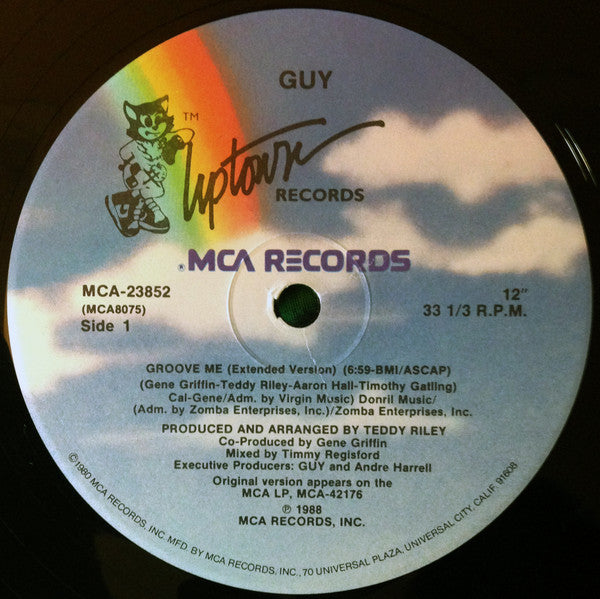 GUY
TM
Uptown
RECORDS
®MCA RECORDS
MCA-23852
(MCA8075)
Side 1
12"
33 1/3 R.P.M.
GROOVE ME (Extended Version) (6:59-BMI/ASCAP)
(Gene Griffin-Teddy Riley-Aaron Hall-Timothy Gatling)
Cal-Gene/Adm. by Virgin Music) Donril Music/
(Adm. by Zomba Enterprises, Inc.)/Zomba Enterprises, Inc.
PRODUCED AND ARRANGED BY TEDDY RILEY
Co-Produced by Gene Griffin
Mixed by Timmy Regisford
Executive Producers: GUY and Andre Harrell
Original version appears on the
MCA LP, MCA-42176
℗ 1988
MCA RECORDS, INC.
©1980 MCA RECORDS, INC. MFD. BY MCA RECORDS, INC., 70 UNIVERSAL PLAZA, UNIVERSAL CITY, CALIF. 91608